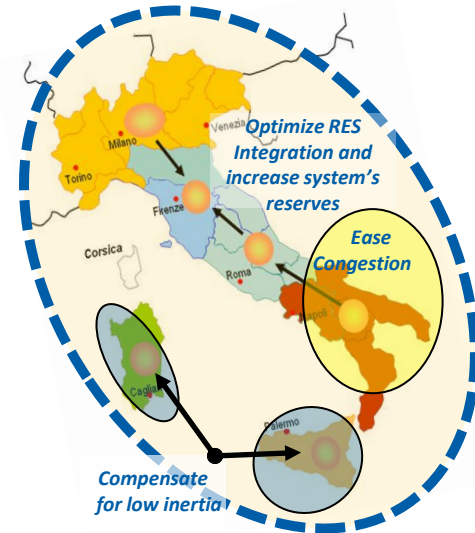 Milano
Venezia
Torino
Optimize RES
Integration and
increase system's
reserves
Firenze
Corsica
Roma
Ease
Congestion
Napoli
Caglia
Palermo
Compensate
for low inertia